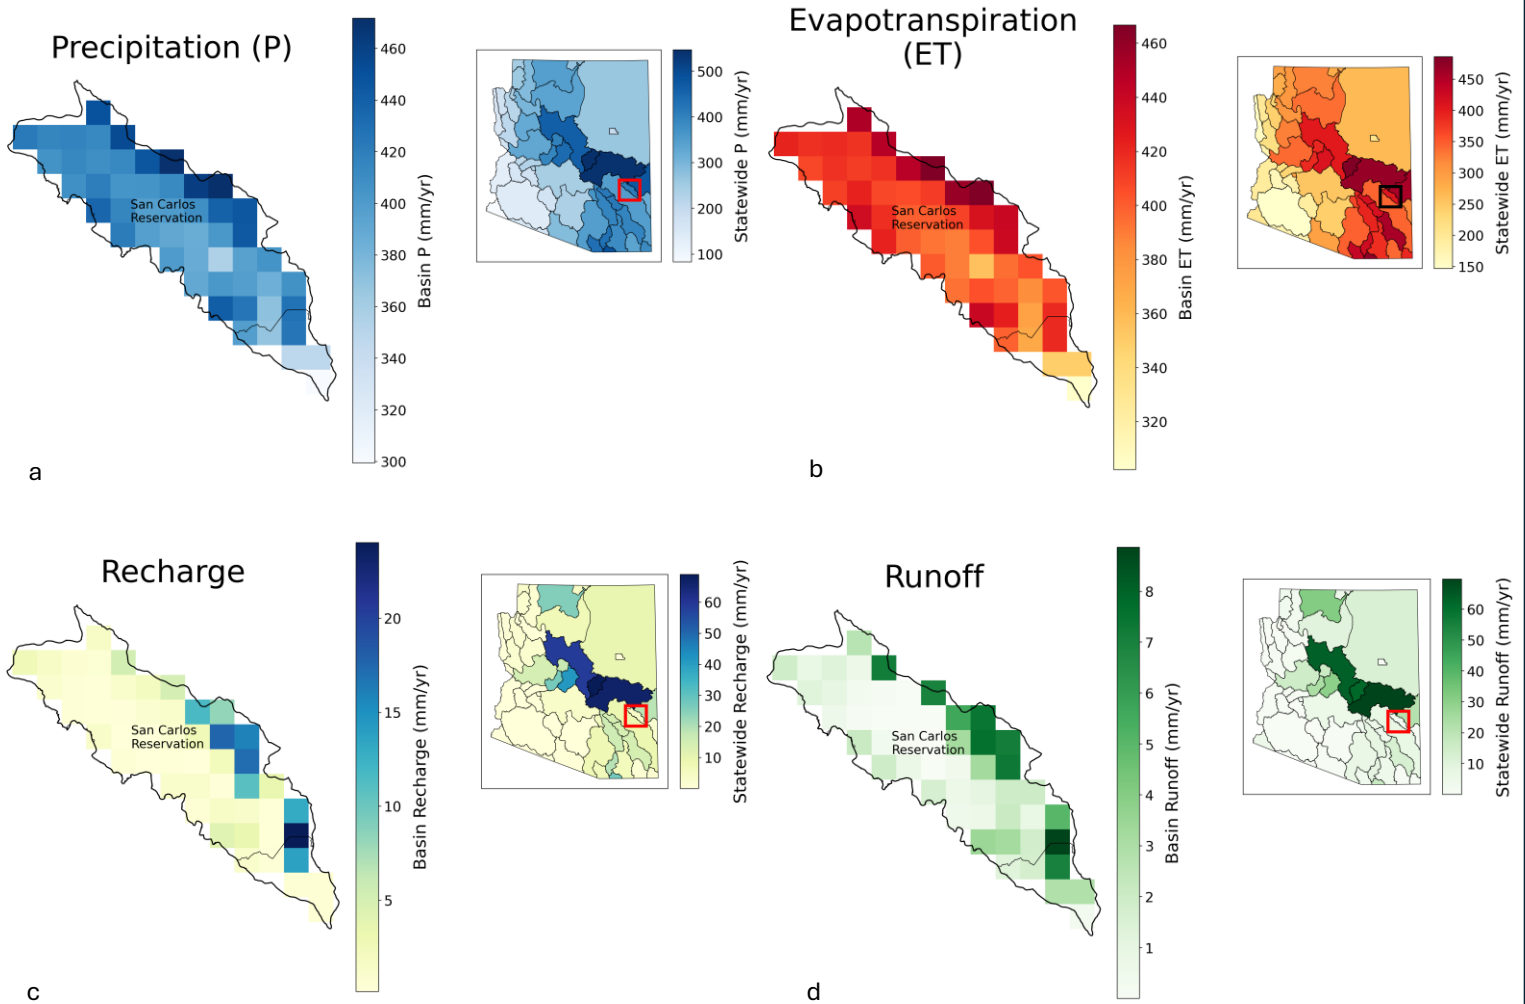 Precipitation (P)
460
440
420
400
380
360
340
320
300
Basin P (mm/yr)
San Carlos
Reservation
500
400
300
200
100
Statewide P (mm/yr)
a
Evapotranspiration
(ET)
460
440
420
400
380
360
340
320
Basin ET (mm/yr)
San Carlos
Reservation
450
400
350
300
250
200
150
Statewide ET (mm/yr)
b
Recharge
20
15
10
5
Basin Recharge (mm/yr)
San Carlos
Reservation
60
50
40
30
20
10
Statewide Recharge (mm/yr)
c
Runoff
8
7
6
5
4
3
2
1
Basin Runoff (mm/yr)
San Carlos
Reservation
60
50
40
30
20
10
Statewide Runoff (mm/yr)
d